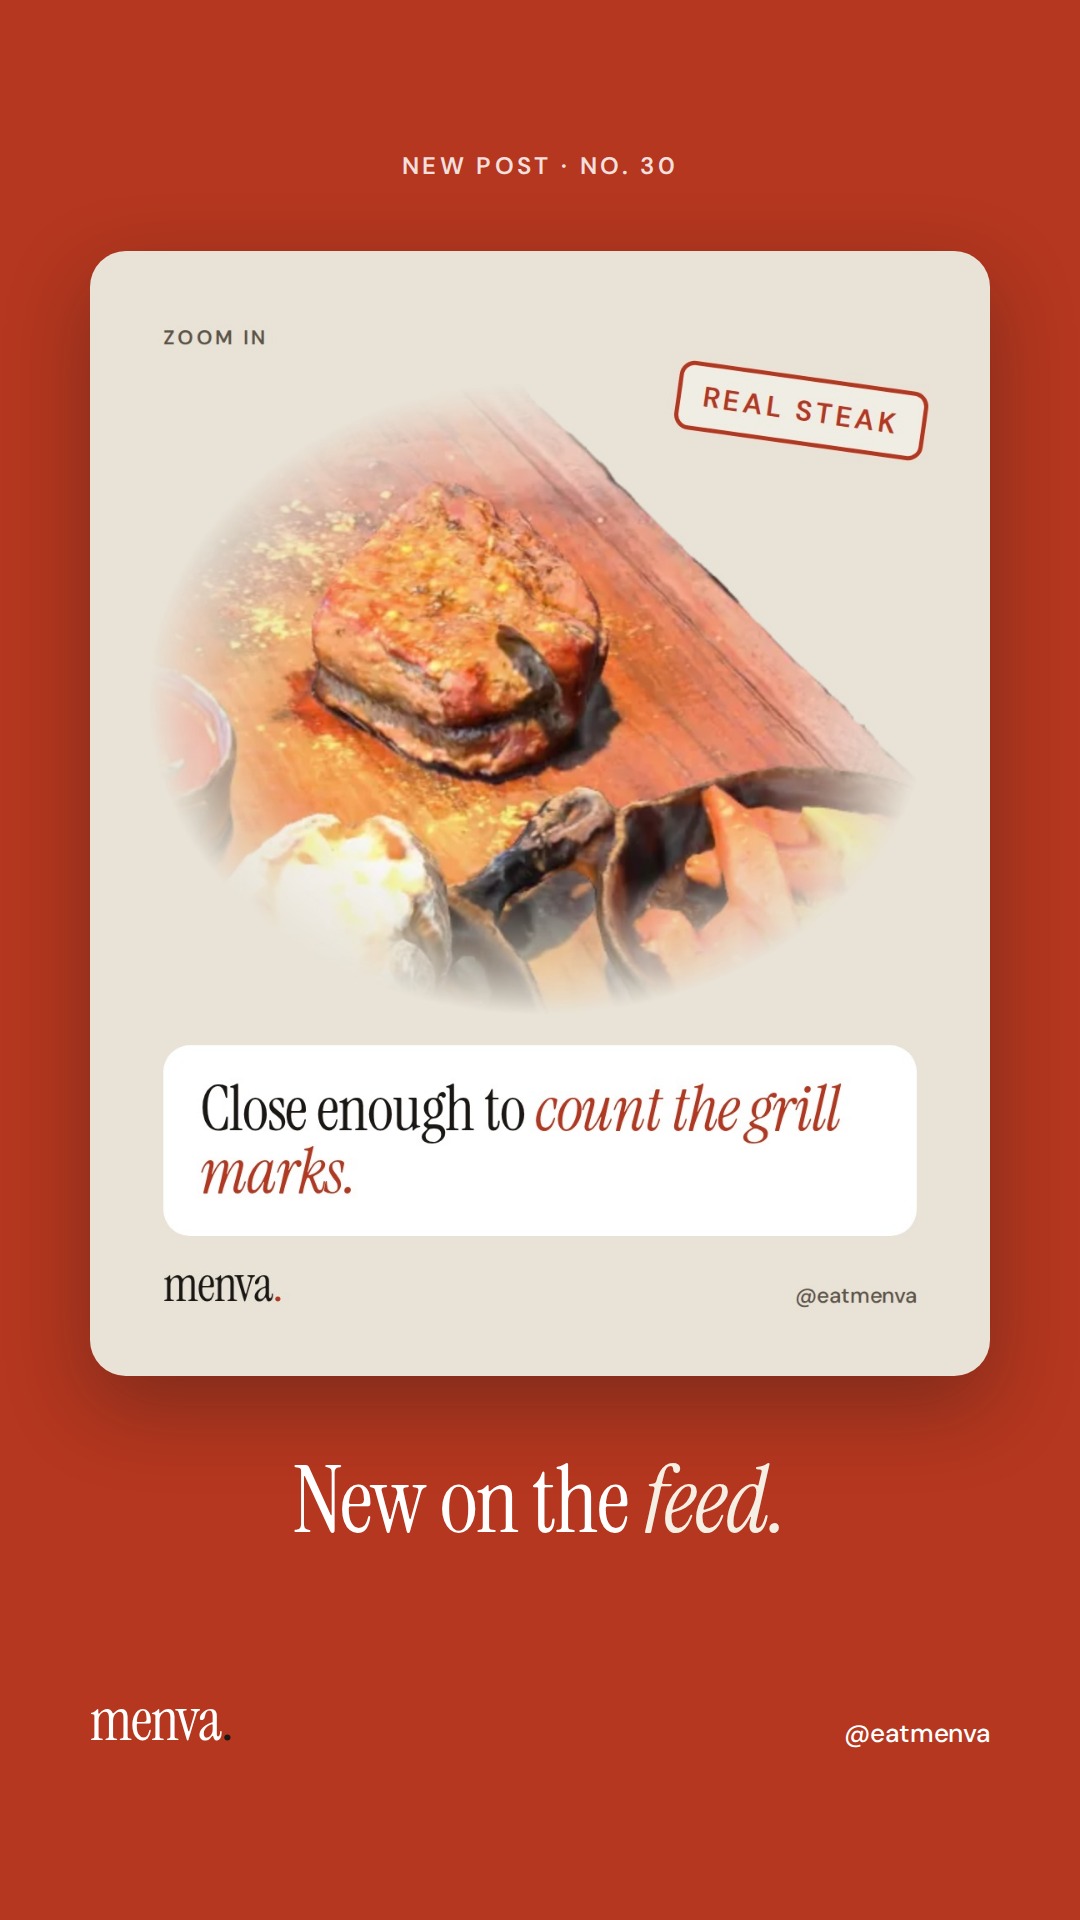 NEW POST · NO. 30
ZOOM IN
REAL STEAK
Close enough to count the grill
marks.
menva.
@eatmenva
New on the feed.
menva.
@eatmenva